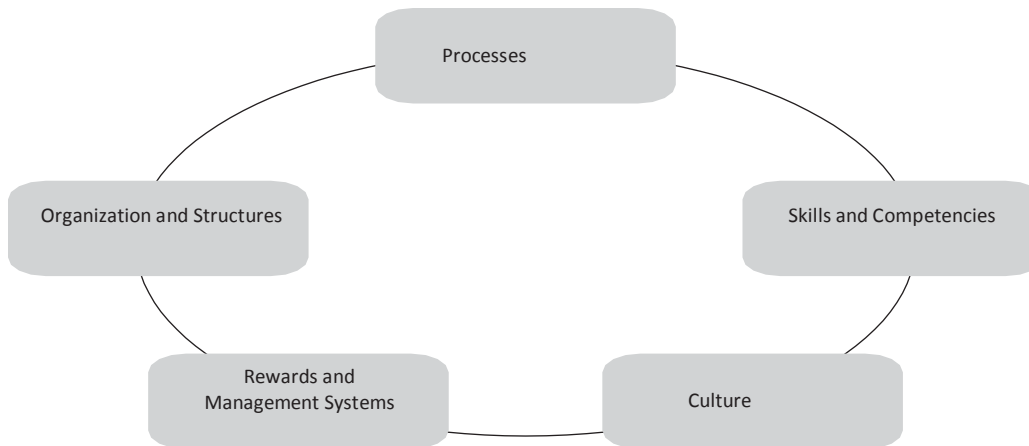 Processes
Organization and Structures
Skills and Competencies
Rewards and
Management Systems
Culture